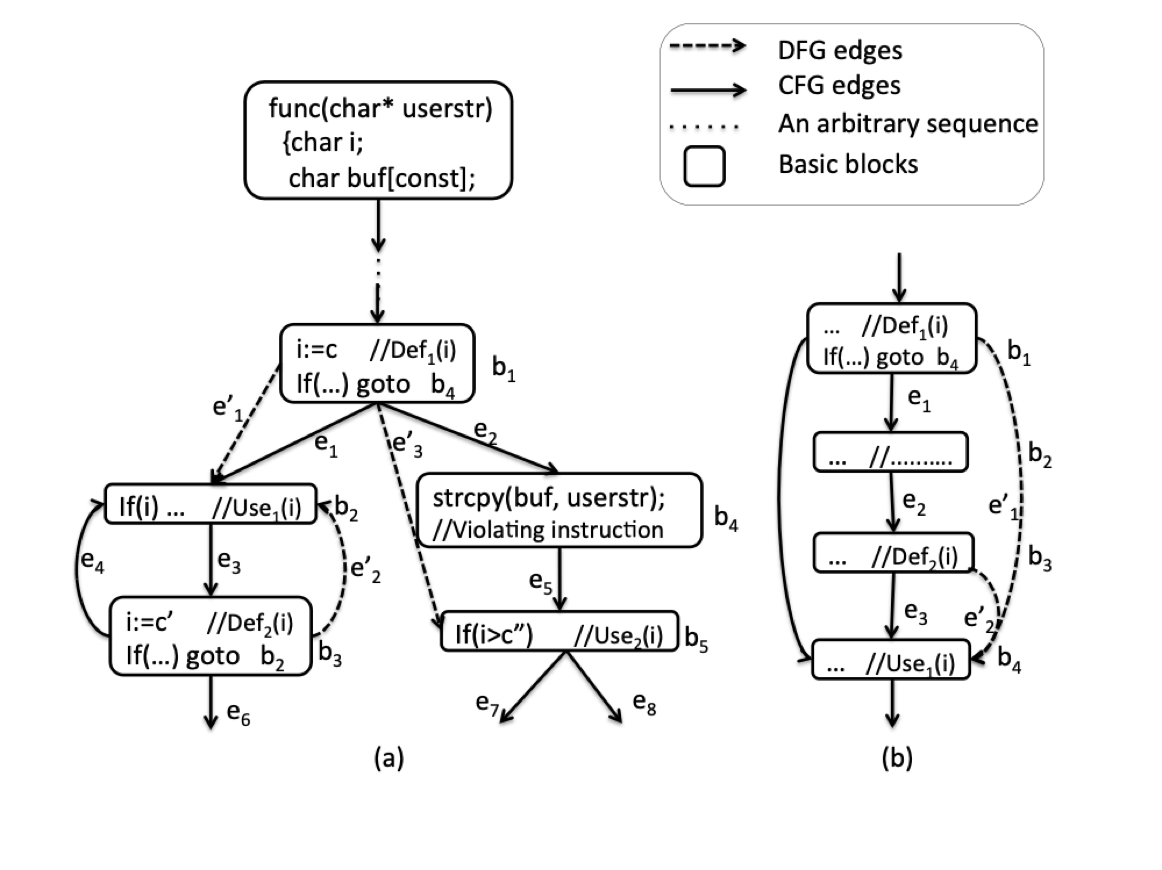 DFG edges
CFG edges
An arbitrary sequence
Basic blocks
func(char* userstr)
{char i;
char buf[const];
i:=c //Def₁(i)
If(...) goto b₄
b₁
e'₁
e₁
e'₃
e₂
If(i) ... //Use₁(i)
b₂
strcpy(buf, userstr);
//Violating instruction
b₄
e₄
e₃
e'₂
e₅
i:=c' //Def₂(i)
If(...) goto b₂
b₃
If(i>c”) //Use₂(i)
b₅
e₆
e₇
e₈
(a)
... //Def₁(i)
If(...) goto b₄
b₁
e₁
... //..........
b₂
e₂
e'₁
... //Def₂(i)
b₃
e₃
e'₂
... //Use₁(i)
b₄
(b)